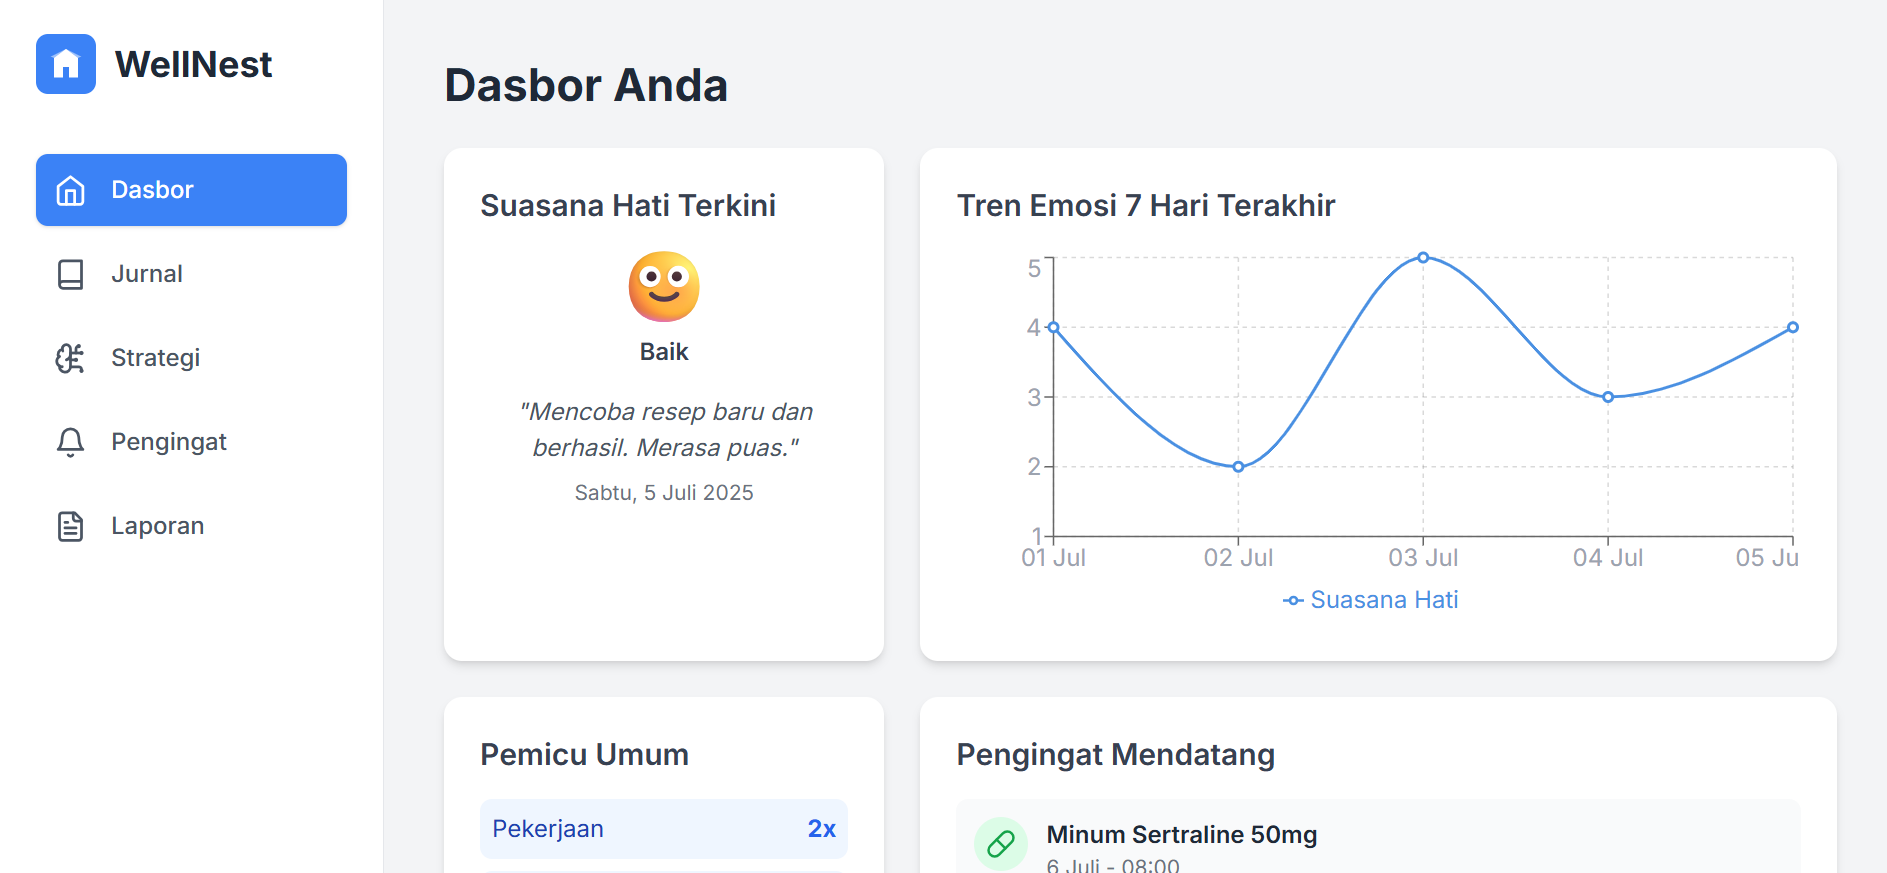 WellNest
Dasbor
Jurnal
Strategi
Pengingat
Laporan
Dasbor Anda
Suasana Hati Terkini
Baik
"Mencoba resep baru dan
berhasil. Merasa puas."
Sabtu, 5 Juli 2025
Tren Emosi 7 Hari Terakhir
5
4
3
2
1
01 Jul 02 Jul 03 Jul 04 Jul 05 Ju
Suasana Hati
Pemicu Umum
Pekerjaan 2x
Pengingat Mendatang
Minum Sertraline 50mg
6 Juli - 08:00